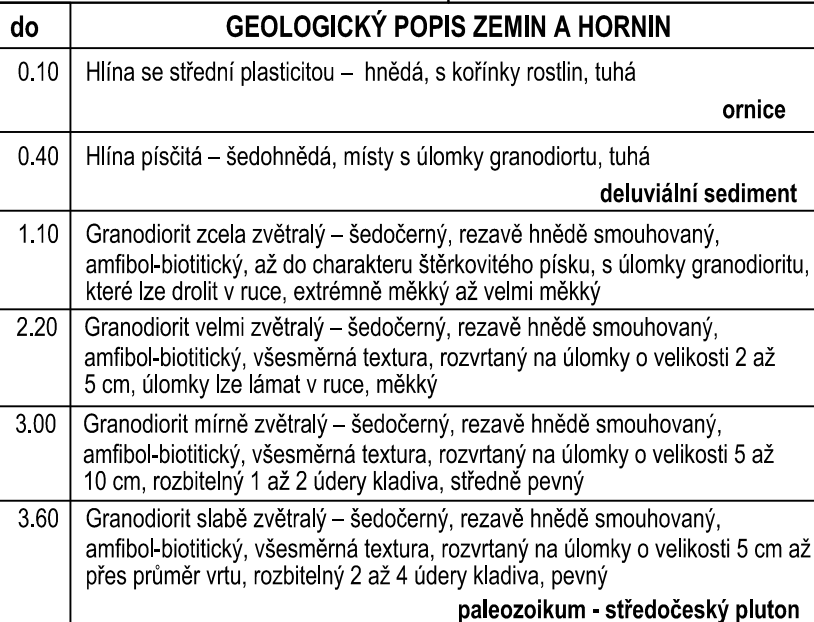 do GEOLOGICKÝ POPIS ZEMIN A HORNIN
0.10 Hlína se střední plasticitou – hnědá, s kořínky rostlin, tuhá
ornice
0.40 Hlína písčitá – šedohnědá, místy s úlomky granodiortu, tuhá
deluviální sediment
1.10 Granodiorit zcela zvětralý – šedočerný, rezavě hnědě smouhovaný,
amfibol-biotitický, až do charakteru štěrkovitého písku, s úlomky granodioritu,
které lze drolit v ruce, extrémně měkký až velmi měkký
2.20 Granodiorit velmi zvětralý – šedočerný, rezavě hnědě smouhovaný,
amfibol-biotitický, všesměrná textura, rozvrtaný na úlomky o velikosti 2 až
5 cm, úlomky lze lámat v ruce, měkký
3.00 Granodiorit mírně zvětralý – šedočerný, rezavě hnědě smouhovaný,
amfibol-biotitický, všesměrná textura, rozvrtaný na úlomky o velikosti 5 až
10 cm, rozbitelný 1 až 2 údery kladiva, středně pevný
3.60 Granodiorit slabě zvětralý – šedočerný, rezavě hnědě smouhovaný,
amfibol-biotitický, všesměrná textura, rozvrtaný na úlomky o velikosti 5 cm až
přes průměr vrtu, rozbitelný 2 až 4 údery kladiva, pevný
paleozoikum - středočeský pluton